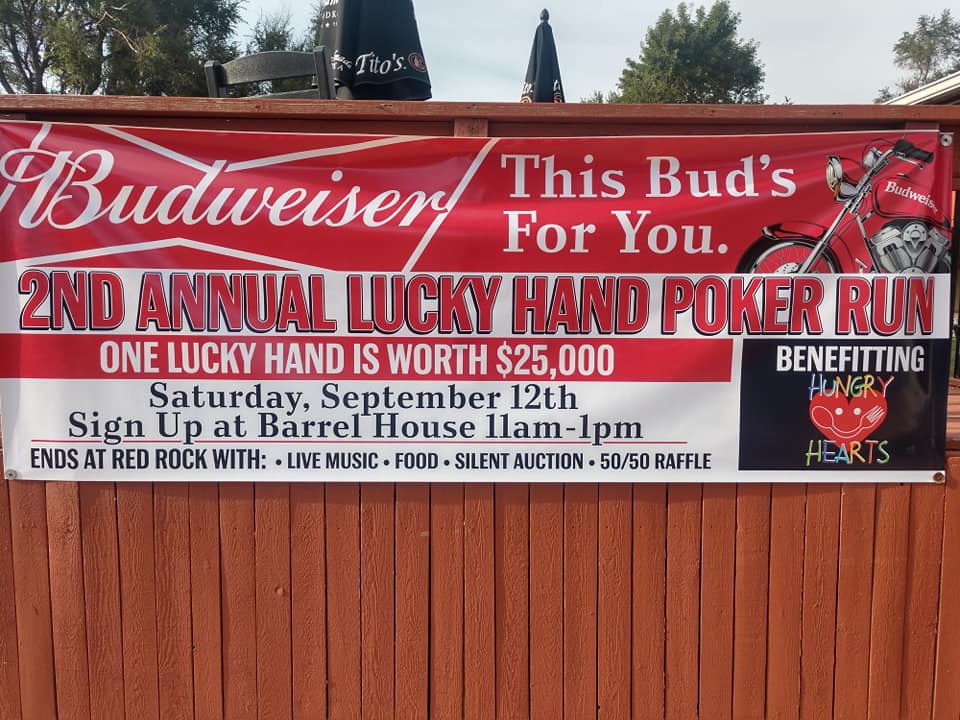 Tito's.
Budweiser
This Bud's
For You.
Budweiser
2ND ANNUAL LUCKY HAND POKER RUN
ONE LUCKY HAND IS WORTH $25,000
Saturday, September 12th
Sign Up at Barrel House 11am-1pm
ENDS AT RED ROCK WITH: • LIVE MUSIC • FOOD • SILENT AUCTION • 50/50 RAFFLE
BENEFITTING
HUNGRY
HEARTS